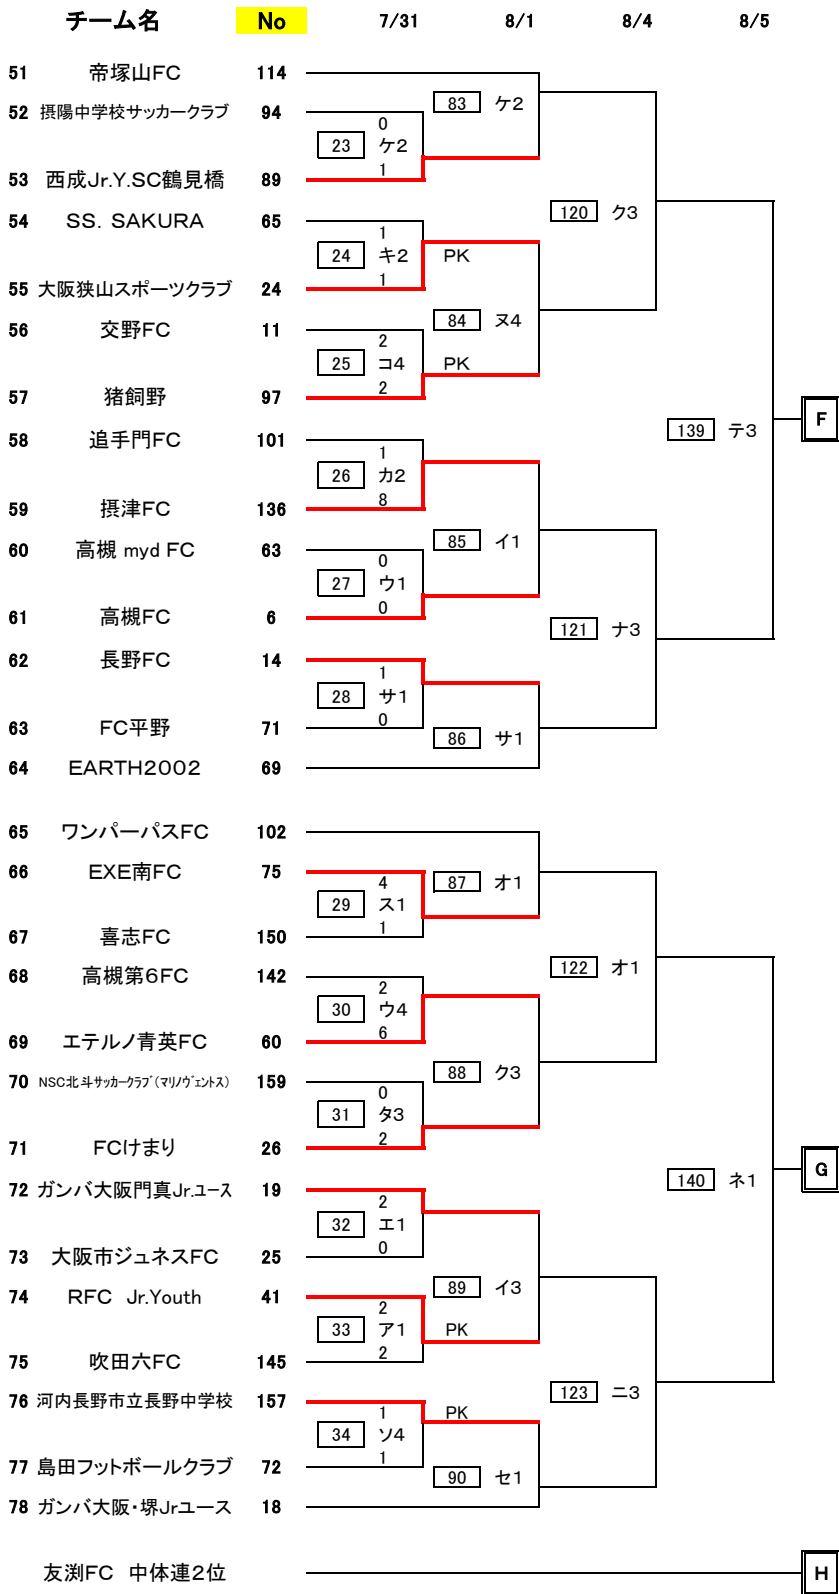 チーム名 No 7/31 8/1 8/4 8/5
51 帝塚山FC 114
83 ケ2
52 摂陽中学校サッカークラブ 94
0
23 ケ2
1
53 西成Jr.Y.SC鶴見橋 89
120 ク3
54 SS. SAKURA 65
1
24 キ2 PK
1
55 大阪狭山スポーツクラブ 24
84 ヌ4
56 交野FC 11
2
25 コ4 PK
2
57 猪飼野 97
F
139 テ3
58 追手門FC 101
1
26 カ2
8
59 摂津FC 136
85 イ1
60 高槻 myd FC 63
0
27 ウ1
0
61 高槻FC 6
121 ナ3
62 長野FC 14
1
28 サ1
0
63 FC平野 71
86 サ1
64 EARTH2002 69
65 ワンパーパスFC 102
66 EXE南FC 75
4
87 オ1
29 ス1
1
67 喜志FC 150
122 オ1
68 高槻第6FC 142
2
30 ウ4
6
69 エテルノ青英FC 60
88 ク3
70 NSC北斗サッカークラブ(マリノヴェントス) 159
0
31 タ3
2
71 FCけまり 26
G
140 ネ1
72 ガンバ大阪門真Jr.ユース 19
2
32 エ1
0
73 大阪市ジュネスFC 25
89 イ3
74 RFC Jr.Youth 41
2
33 ア1 PK
2
75 吹田六FC 145
123 ニ3
76 河内長野市立長野中学校 157
1 PK
34 ソ4
1
77 島田フットボールクラブ 72
90 セ1
78 ガンバ大阪・堺Jrユース 18
友渕FC 中体連2位 H